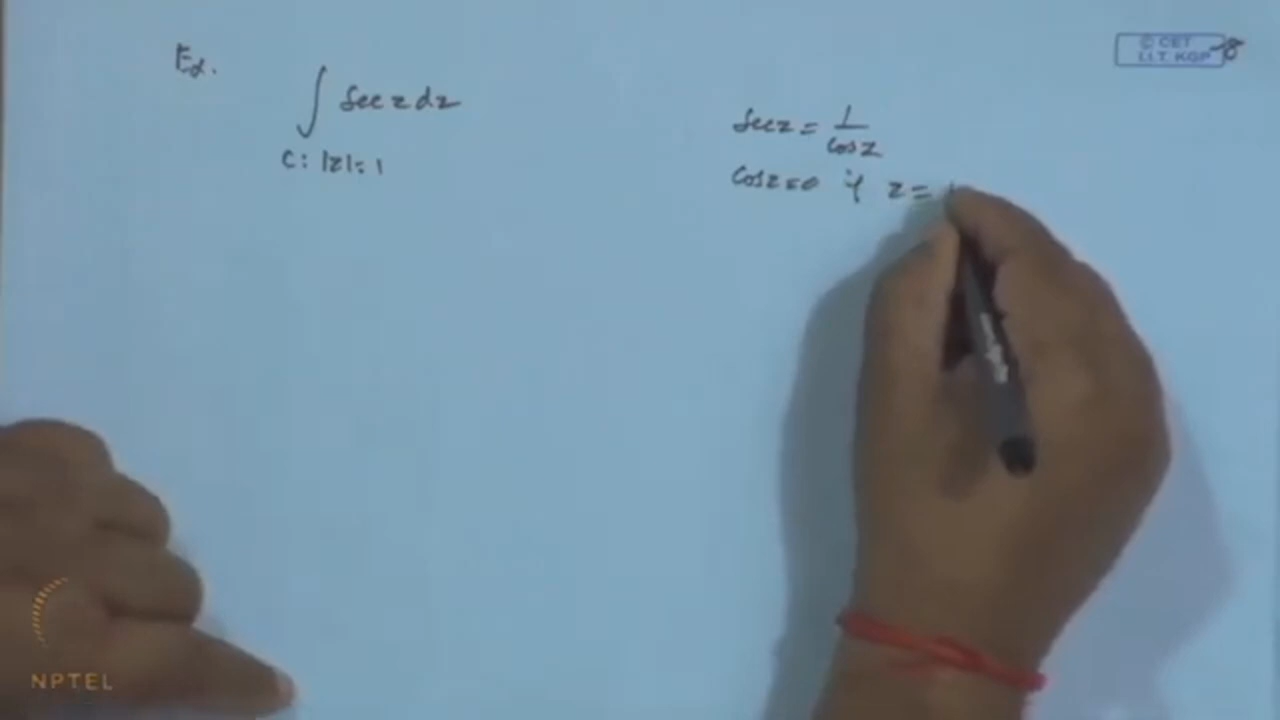 Ex.
∫ sec z dz
C: |z|=1
sec z = 1/cos z
cos z = 0 if z =
© CET
I.I.T. KGP
NPTEL